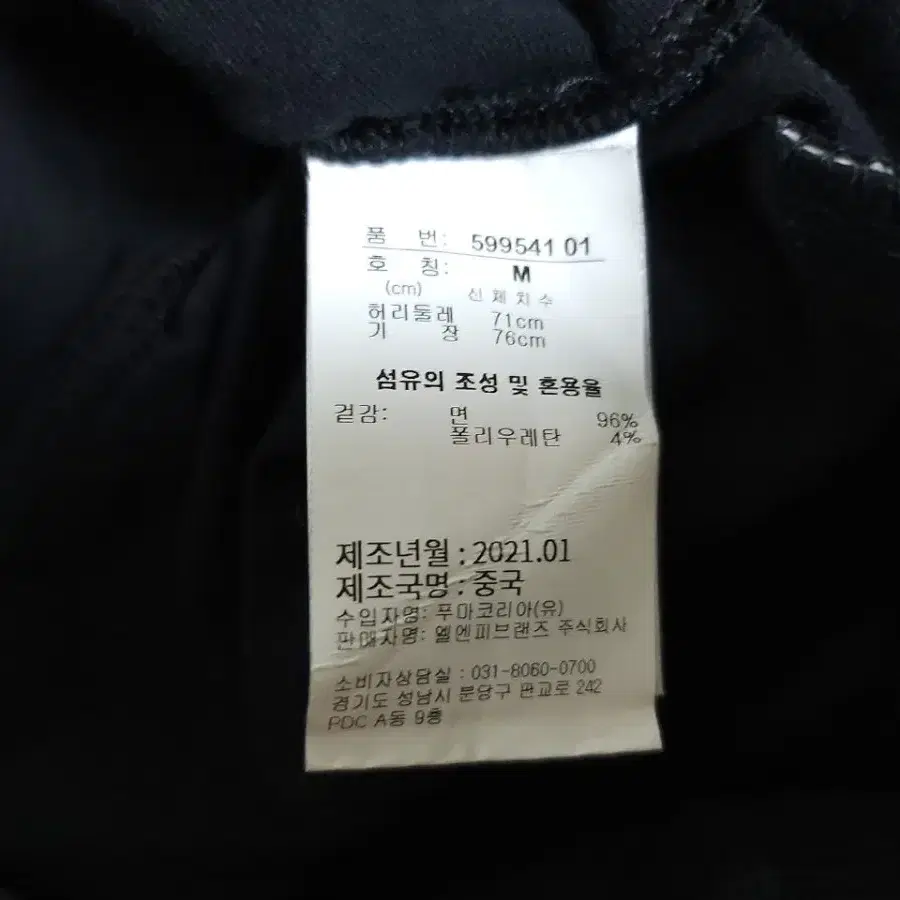 품 번: 599541 01
호 칭: M
(cm) 신체치수
허리둘레 71cm
기 장 76cm
섬유의 조성 및 혼용율
겉감: 면 96%
폴리우레탄 4%
제조년월 : 2021.01
제조국명 : 중국
수입자명: 푸마코리아(유)
판매자명: 엘엔피브랜즈 주식회사
소비자상담실 : 031-8060-0700
경기도 성남시 분당구 판교로 242
PDC A동 9층